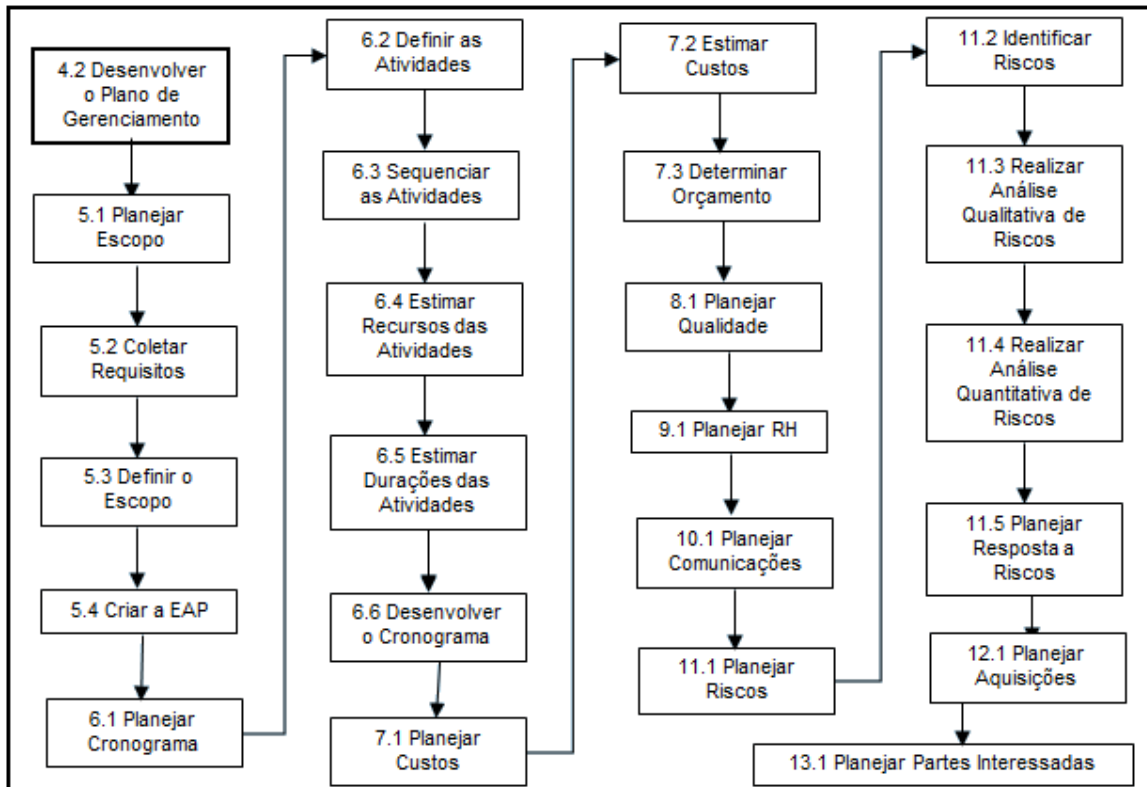 4.2 Desenvolver
o Plano de
Gerenciamento
5.1 Planejar
Escopo
5.2 Coletar
Requisitos
5.3 Definir o
Escopo
5.4 Criar a EAP
6.1 Planejar
Cronograma
6.2 Definir as
Atividades
6.3 Sequenciar
as Atividades
6.4 Estimar
Recursos das
Atividades
6.5 Estimar
Durações das
Atividades
6.6 Desenvolver
o Cronograma
7.1 Planejar
Custos
7.2 Estimar
Custos
7.3 Determinar
Orçamento
8.1 Planejar
Qualidade
9.1 Planejar RH
10.1 Planejar
Comunicações
11.1 Planejar
Riscos
11.2 Identificar
Riscos
11.3 Realizar
Análise
Qualitativa de
Riscos
11.4 Realizar
Análise
Quantitativa de
Riscos
11.5 Planejar
Resposta a
Riscos
12.1 Planejar
Aquisições
13.1 Planejar Partes Interessadas